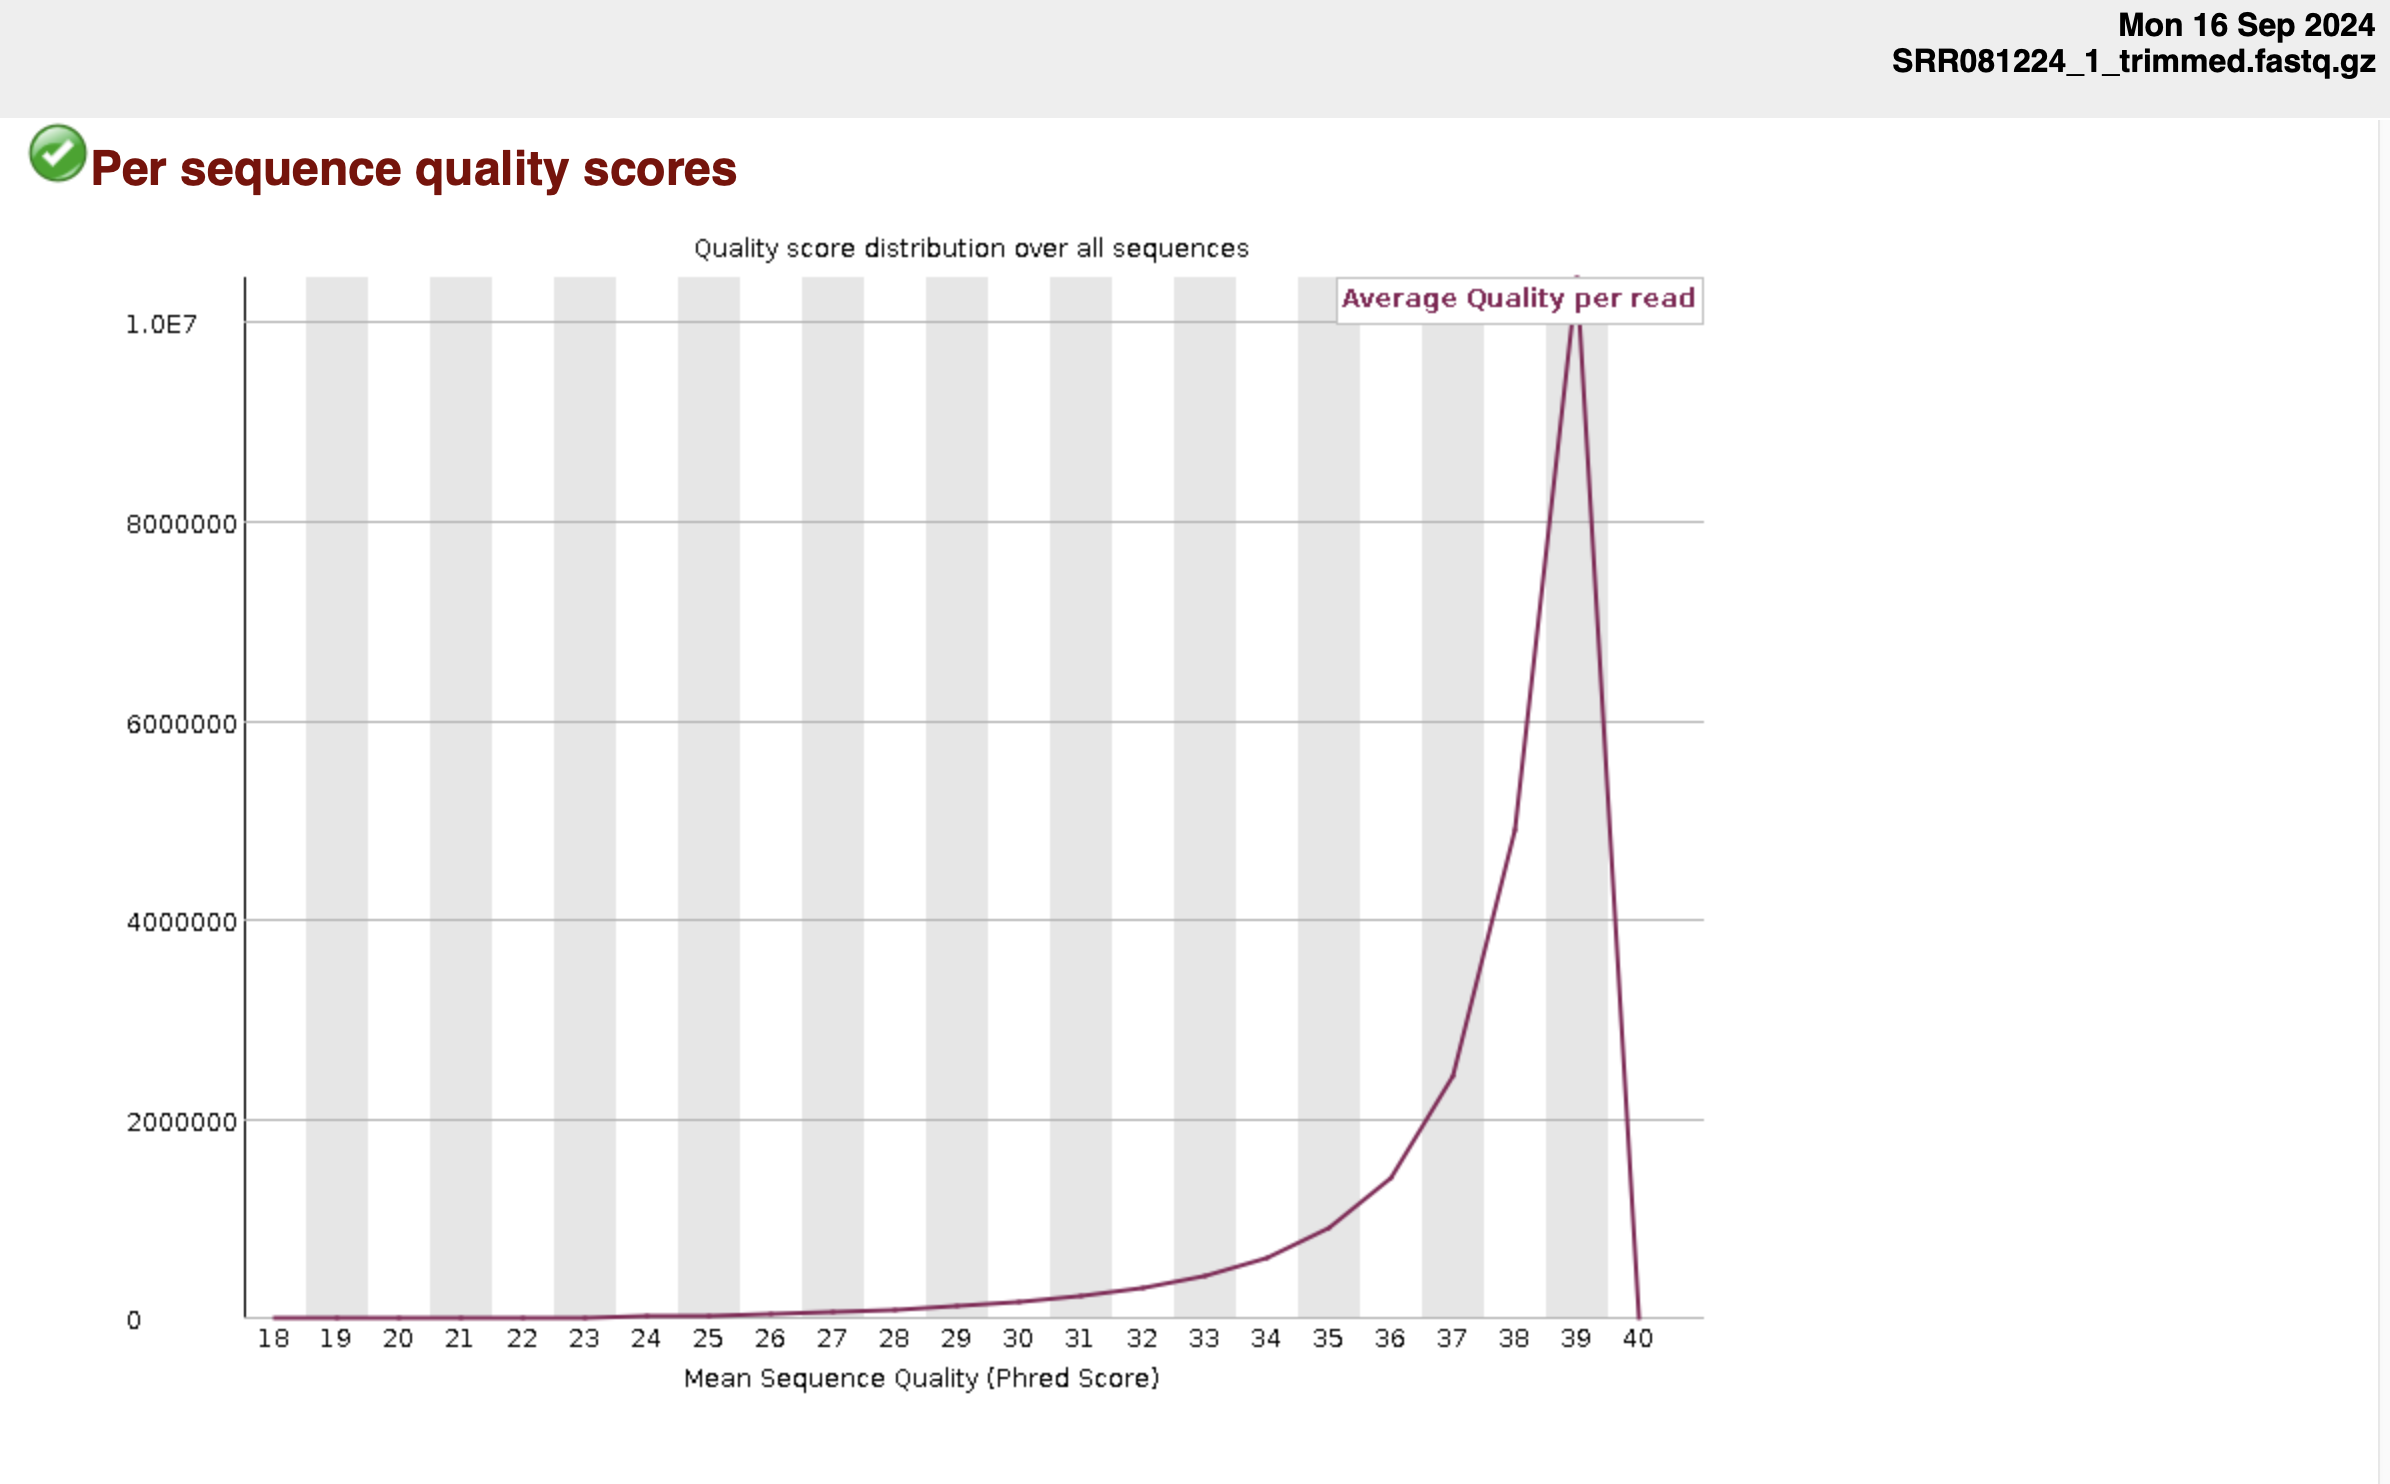 Mon 16 Sep 2024
SRR081224_1_trimmed.fastq.gz
Per sequence quality scores
Quality score distribution over all sequences
Average Quality per read
1.0E7
8000000
6000000
4000000
2000000
0
18 19 20 21 22 23 24 25 26 27 28 29 30 31 32 33 34 35 36 37 38 39 40
Mean Sequence Quality (Phred Score)